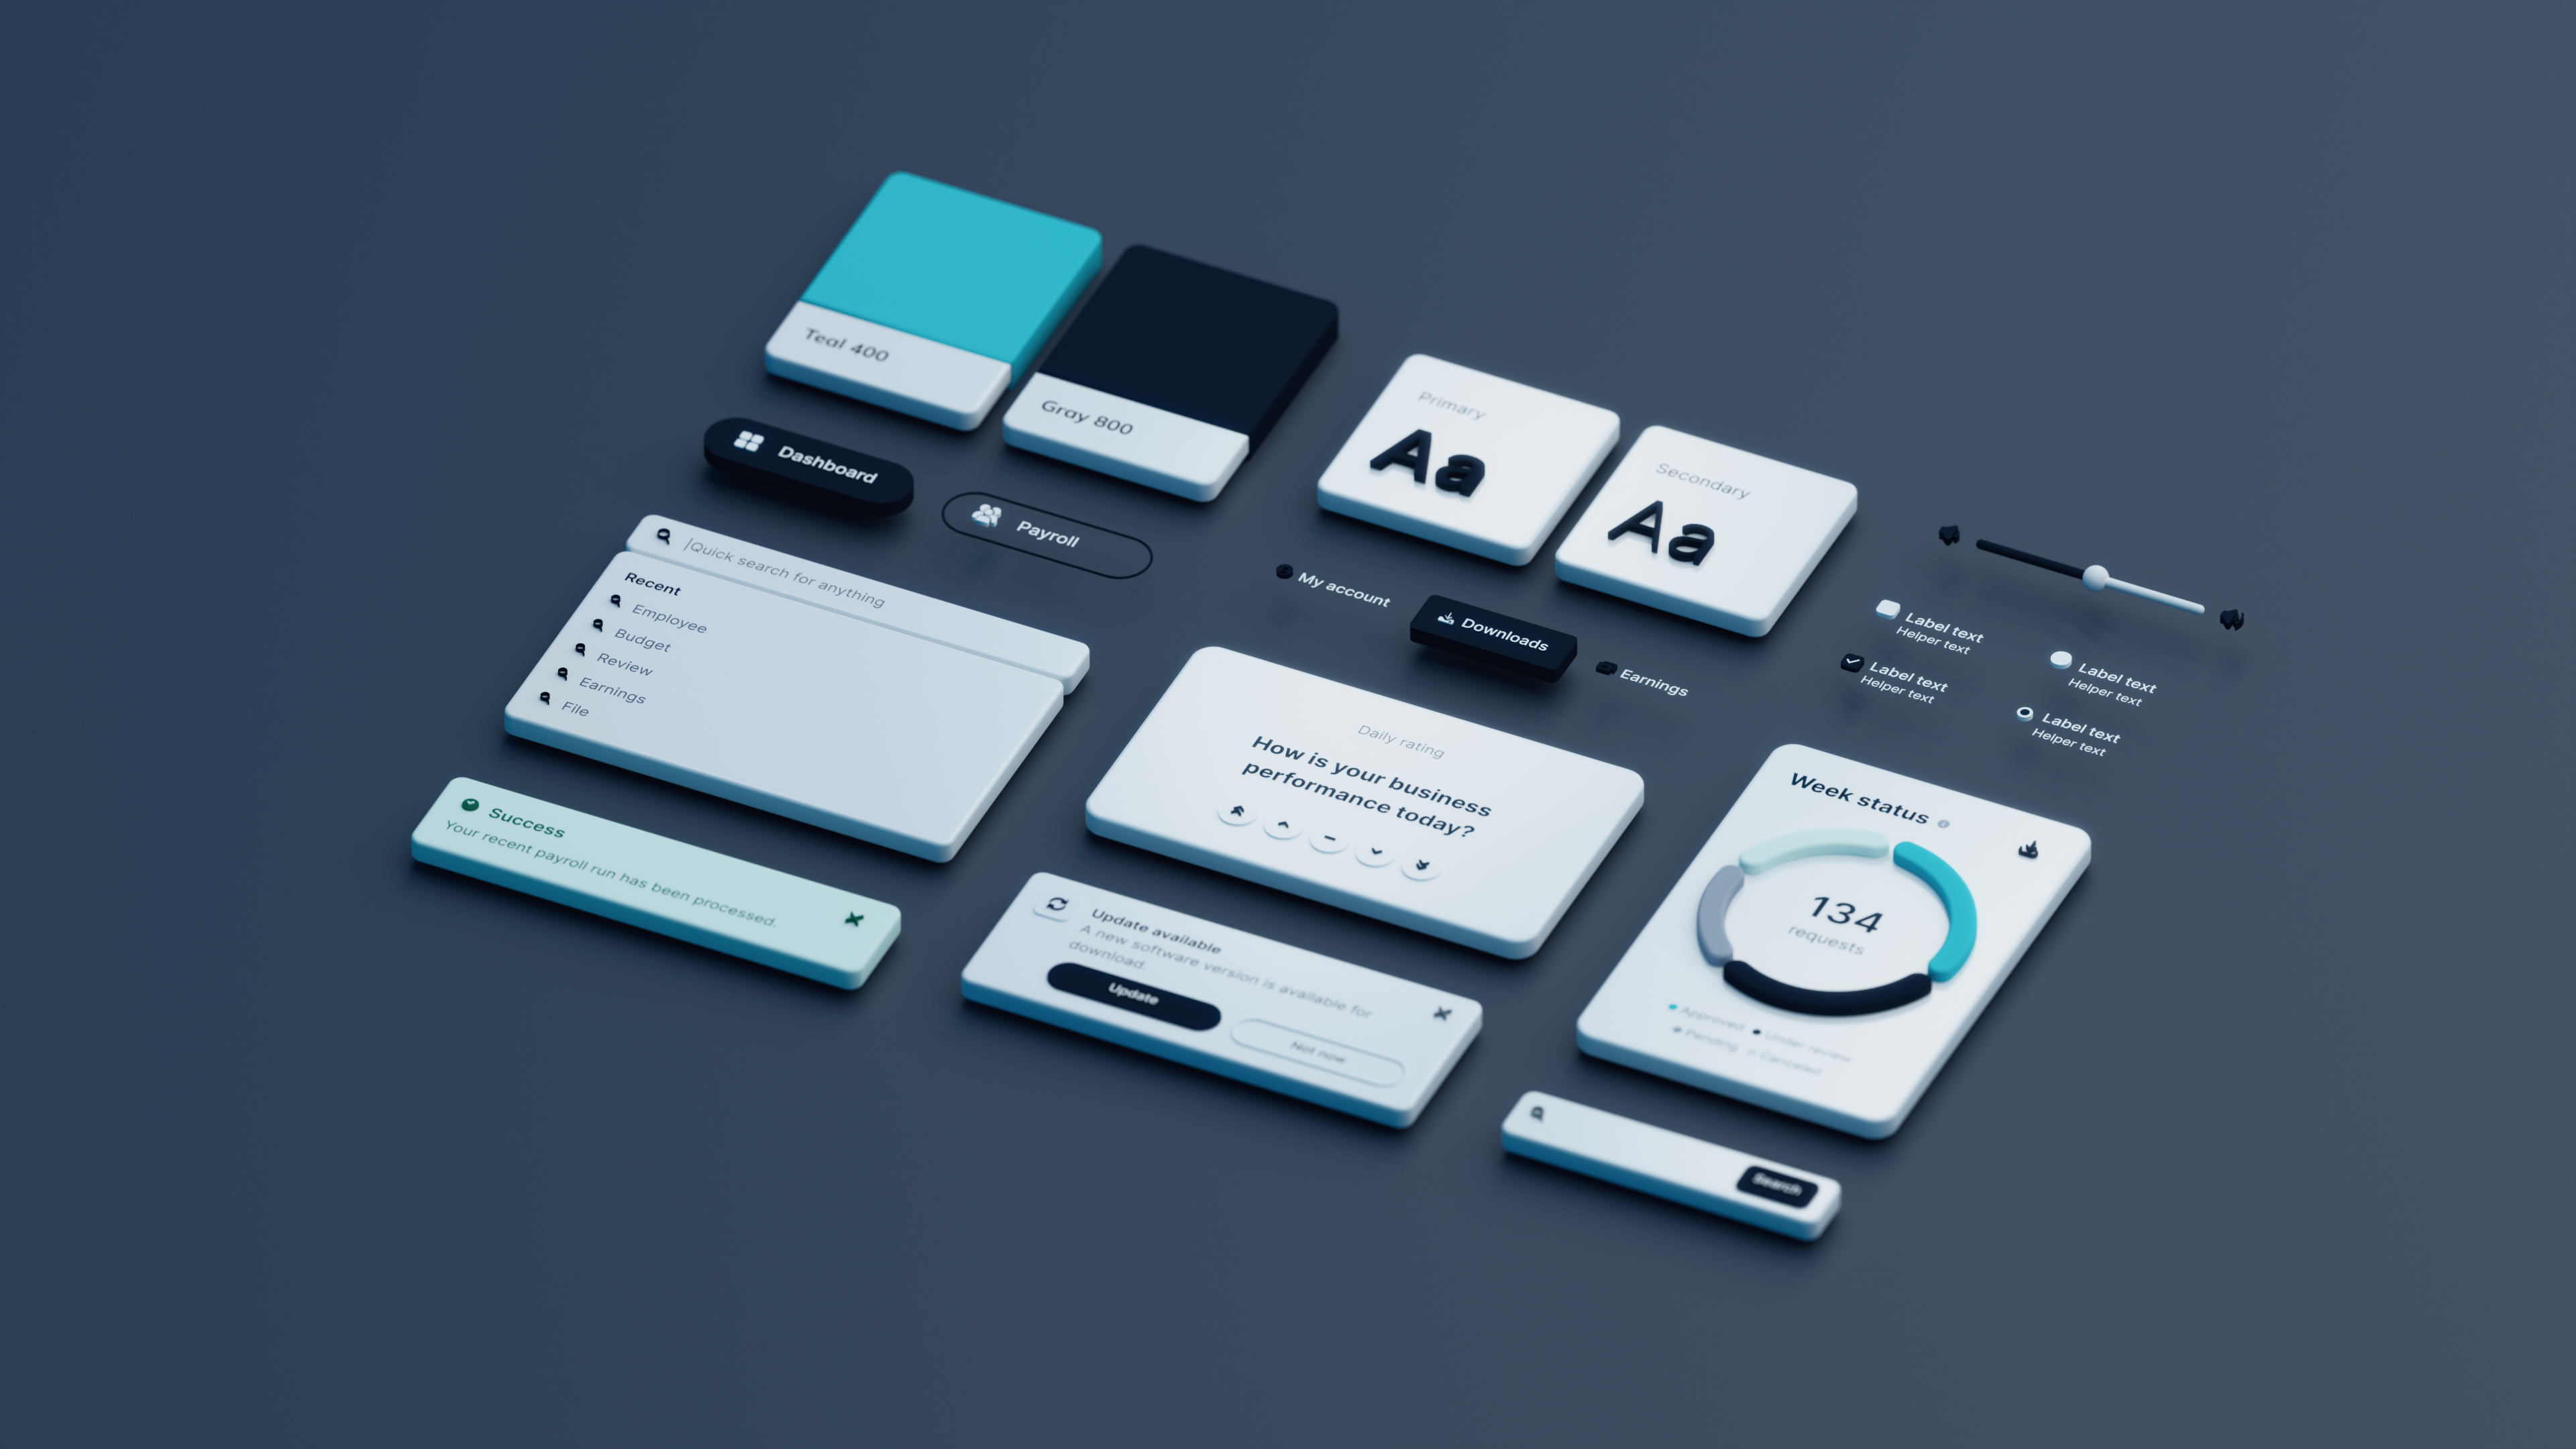 Teal 400
Gray 800
Dashboard
Payroll
Primary
Aa
Secondary
Aa
Quick search for anything
Recent
Employee
Budget
Review
Earnings
File
My account
Downloads
Earnings
Label text
Helper text
Label text
Helper text
Label text
Helper text
Label text
Helper text
Success
Your recent payroll run has been processed.
Daily rating
How is your business
performance today?
Update available
A new software version is available for
download.
Update
Not now
Week status
134
requests
Approved
Under review
Pending
Canceled
Search